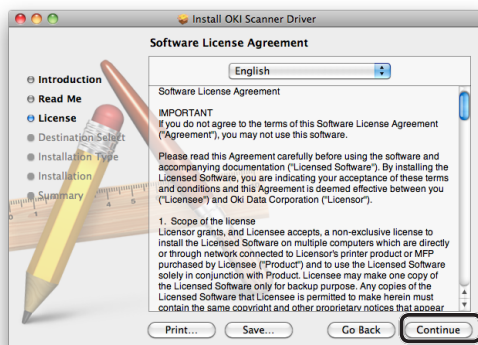 Install OKI Scanner Driver
Software License Agreement
Introduction
Read Me
License
Destination Select
Installation Type
Installation
Summary
English
Software License Agreement
IMPORTANT
If you do not agree to the terms of this Software License Agreement
("Agreement"), you may not use this software.
Please read this Agreement carefully before using the software and
accompanying documentation ("Licensed Software"). By installing the
Licensed Software, you are indicating your acceptance of these terms
and conditions and this Agreement is deemed effective between you
("Licensee") and Oki Data Corporation ("Licensor").
1. Scope of the license
Licensor grants, and Licensee accepts, a non-exclusive license to
install the Licensed Software on multiple computers which are directly
or through network connected to Licensor's printer product or MFP
purchased by Licensee ("Product") and to use the Licensed Software
solely in conjunction with Product. Licensee may make one copy of
the Licensed Software only for backup purpose. Any copies of the
Licensed Software that Licensee is permitted to make herein must
contain the same copyright and other proprietary notices that appear
0 1 4 5
Print... Save... Go Back Continue